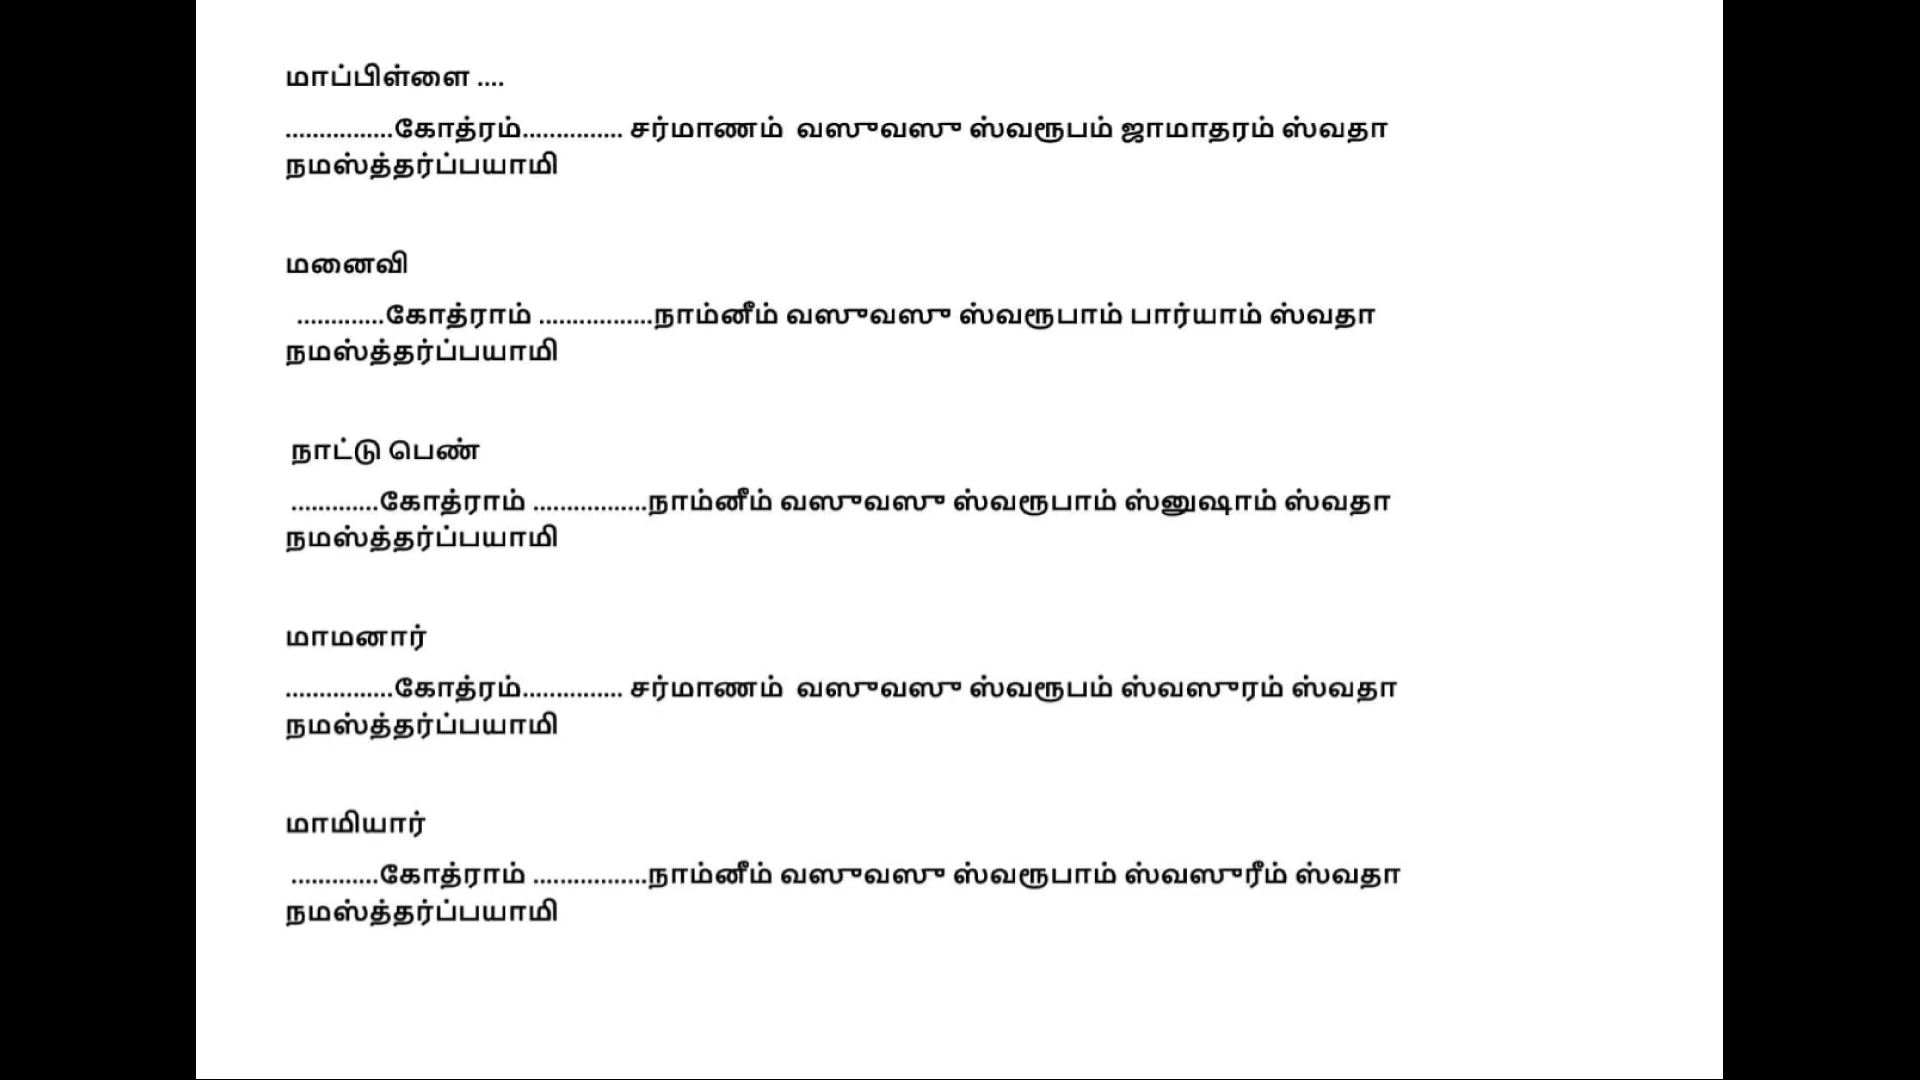 மாப்பிள்ளை ....
................கோத்ரம்............... சர்மாணம் வஸுவஸு ஸ்வரூபம் ஜாமாதரம் ஸ்வதா
நமஸ்த்தர்ப்பயாமி
மனைவி
.............கோத்ராம் .................நாம்னீம் வஸுவஸு ஸ்வரூபாம் பார்யாம் ஸ்வதா
நமஸ்த்தர்ப்பயாமி
நாட்டு பெண்
.............கோத்ராம் .................நாம்னீம் வஸுவஸு ஸ்வரூபாம் ஸ்னுஷாம் ஸ்வதா
நமஸ்த்தர்ப்பயாமி
மாமனார்
................கோத்ரம்............... சர்மாணம் வஸுவஸு ஸ்வரூபம் ஸ்வஸுரம் ஸ்வதா
நமஸ்த்தர்ப்பயாமி
மாமியார்
.............கோத்ராம் .................நாம்னீம் வஸுவஸு ஸ்வரூபாம் ஸ்வஸுரீம் ஸ்வதா
நமஸ்த்தர்ப்பயாமி